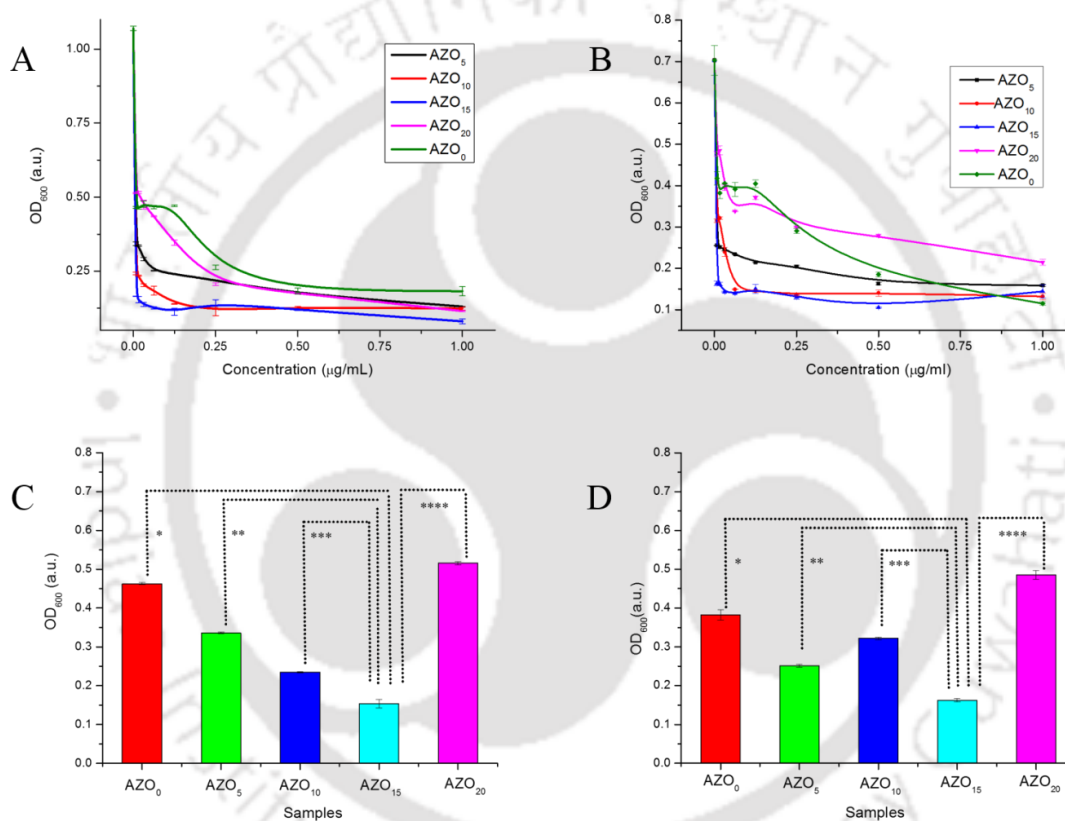 A
1.00
0.75
0.50
0.25
OD₆₀₀ (a.u.)
0.00 0.25 0.50 0.75 1.00
Concentration (μg/mL)
AZO₅
AZO₁₀
AZO₁₅
AZO₂₀
AZO₀
B
0.8
0.7
0.6
0.5
0.4
0.3
0.2
0.1
OD₆₀₀ (a.u.)
0.00 0.25 0.50 0.75 1.00
Concentration (μg/ml)
AZO₅
AZO₁₀
AZO₁₅
AZO₂₀
AZO₀
C
0.8
0.7
0.6
0.5
0.4
0.3
0.2
0.1
0.0
OD₆₀₀ (a.u.)
* ** *** ****
AZO₀ AZO₅ AZO₁₀ AZO₁₅ AZO₂₀
Samples
D
0.8
0.7
0.6
0.5
0.4
0.3
0.2
0.1
0.0
OD₆₀₀(a.u.)
* ** *** ****
AZO₀ AZO₅ AZO₁₀ AZO₁₅ AZO₂₀
Samples